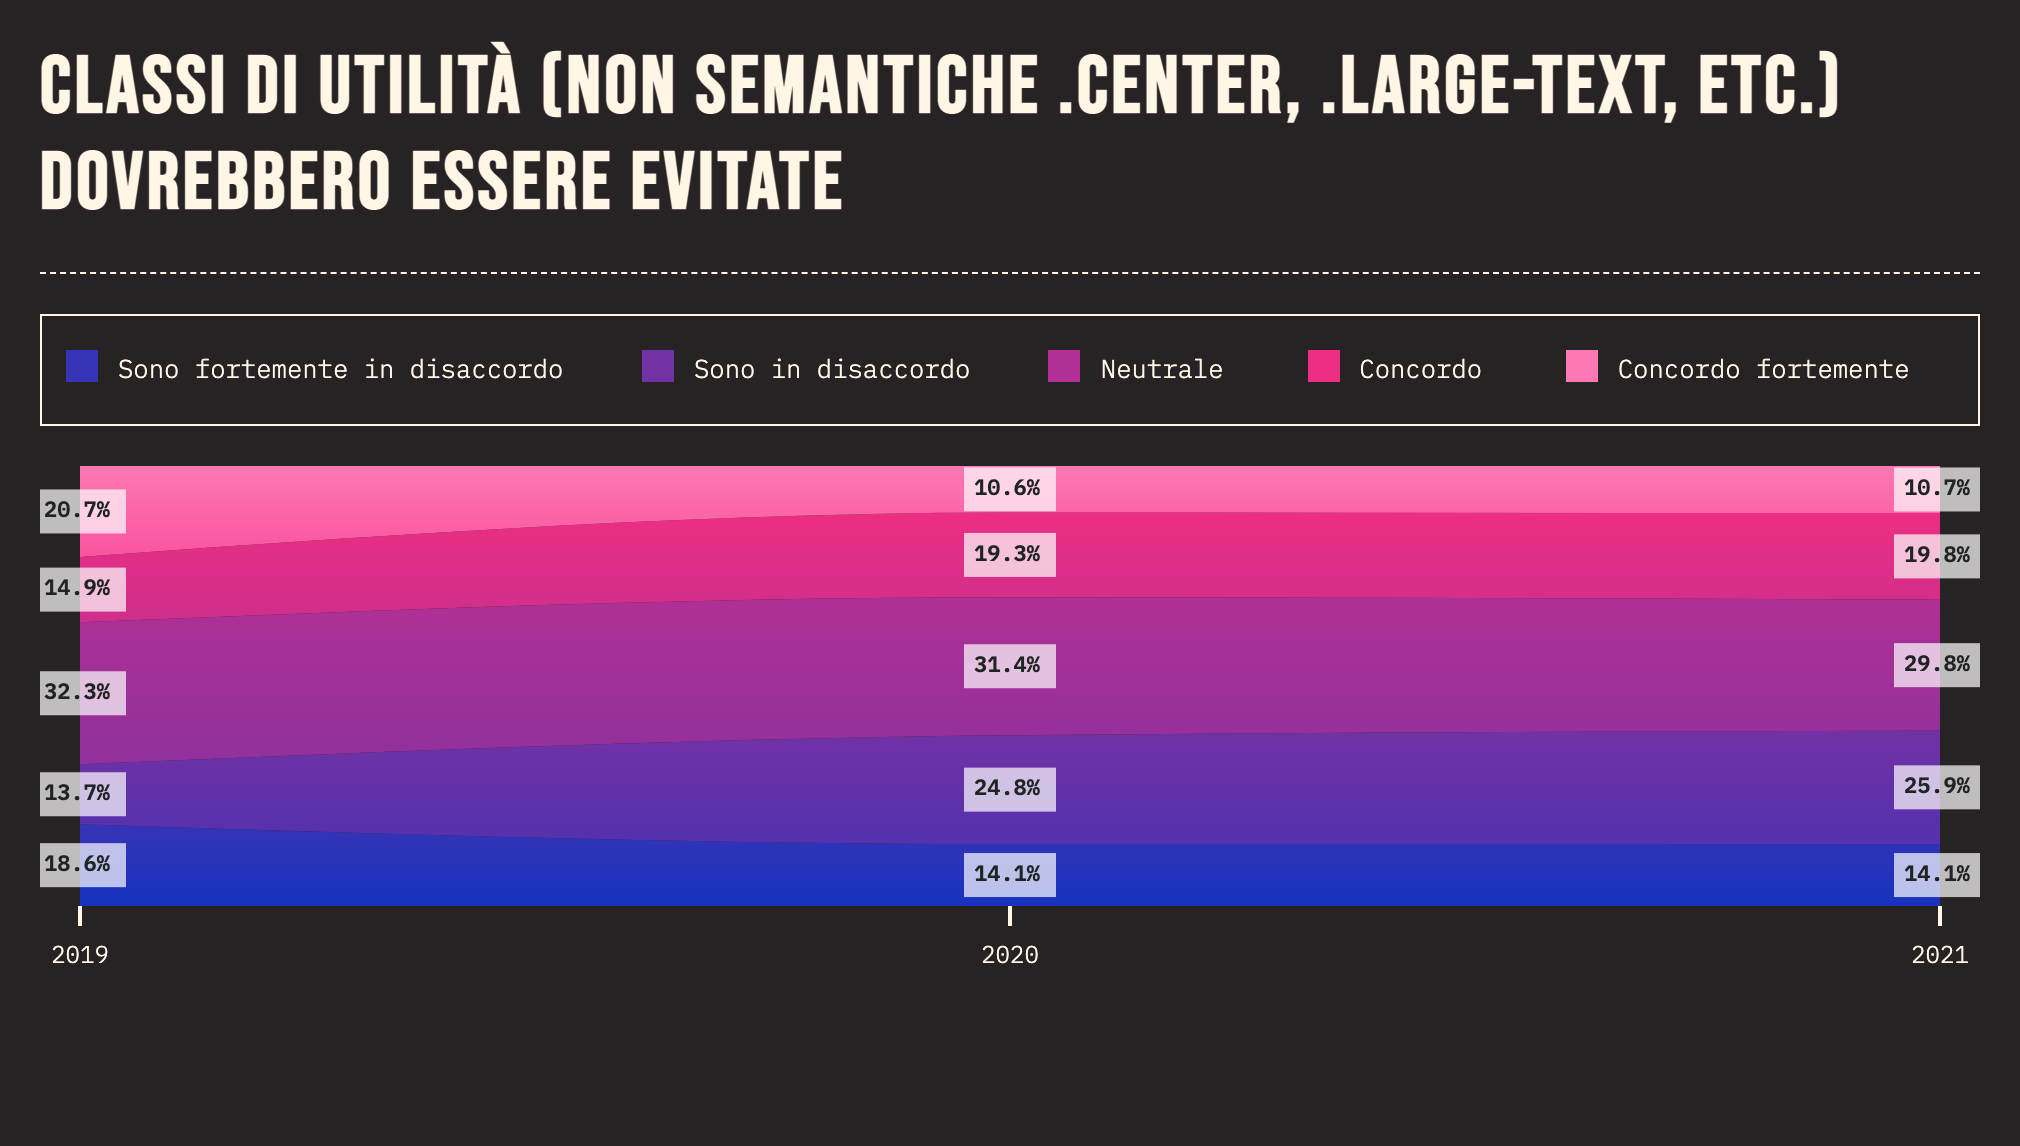 CLASSI DI UTILITÀ (NON SEMANTICHE .CENTER, .LARGE-TEXT, ETC.)
DOVREBBERO ESSERE EVITATE
Sono fortemente in disaccordo
Sono in disaccordo
Neutrale
Concordo
Concordo fortemente
20.7%
14.9%
32.3%
13.7%
18.6%
10.6%
19.3%
31.4%
24.8%
14.1%
10.7%
19.8%
29.8%
25.9%
14.1%
2019
2020
2021